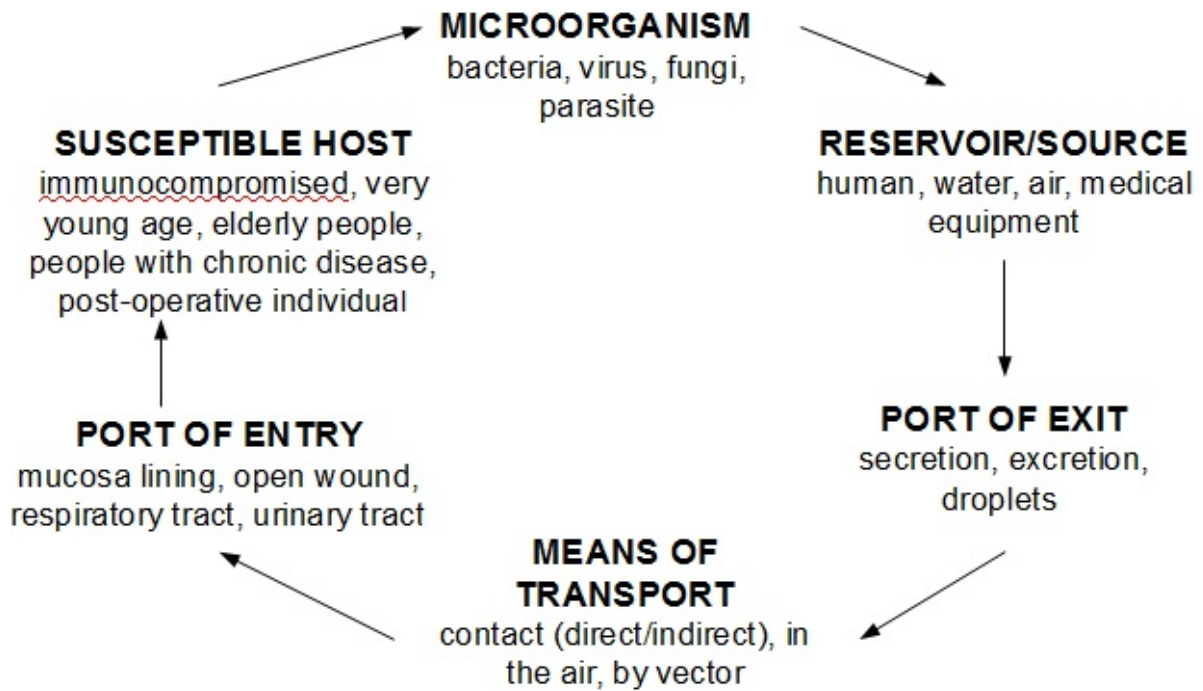 MICROORGANISM
bacteria, virus, fungi,
parasite
RESERVOIR/SOURCE
human, water, air, medical
equipment
PORT OF EXIT
secretion, excretion,
droplets
MEANS OF
TRANSPORT
contact (direct/indirect), in
the air, by vector
PORT OF ENTRY
mucosa lining, open wound,
respiratory tract, urinary tract
SUSCEPTIBLE HOST
immunocompromised, very
young age, elderly people,
people with chronic disease,
post-operative individual